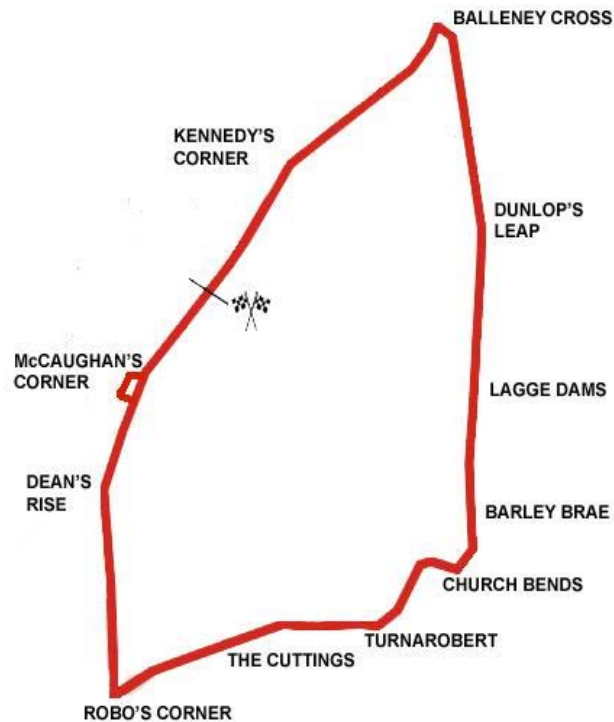 BALLENEY CROSS
KENNEDY'S
CORNER
DUNLOP'S
LEAP
McCAUGHAN'S
CORNER
LAGGE DAMS
DEAN'S
RISE
BARLEY BRAE
CHURCH BENDS
TURNAROBERT
THE CUTTINGS
ROBO'S CORNER